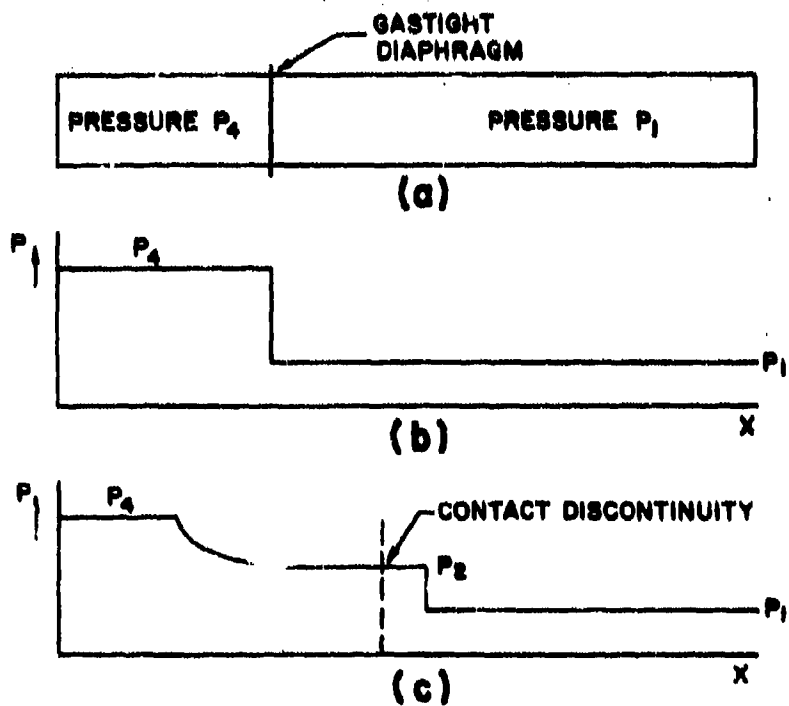 GASTIGHT
DIAPHRAGM
PRESSURE P4 PRESSURE P1
(a)
P P4
P1
X
(b)
P P4
CONTACT DISCONTINUITY
P2
P1
X
(c)